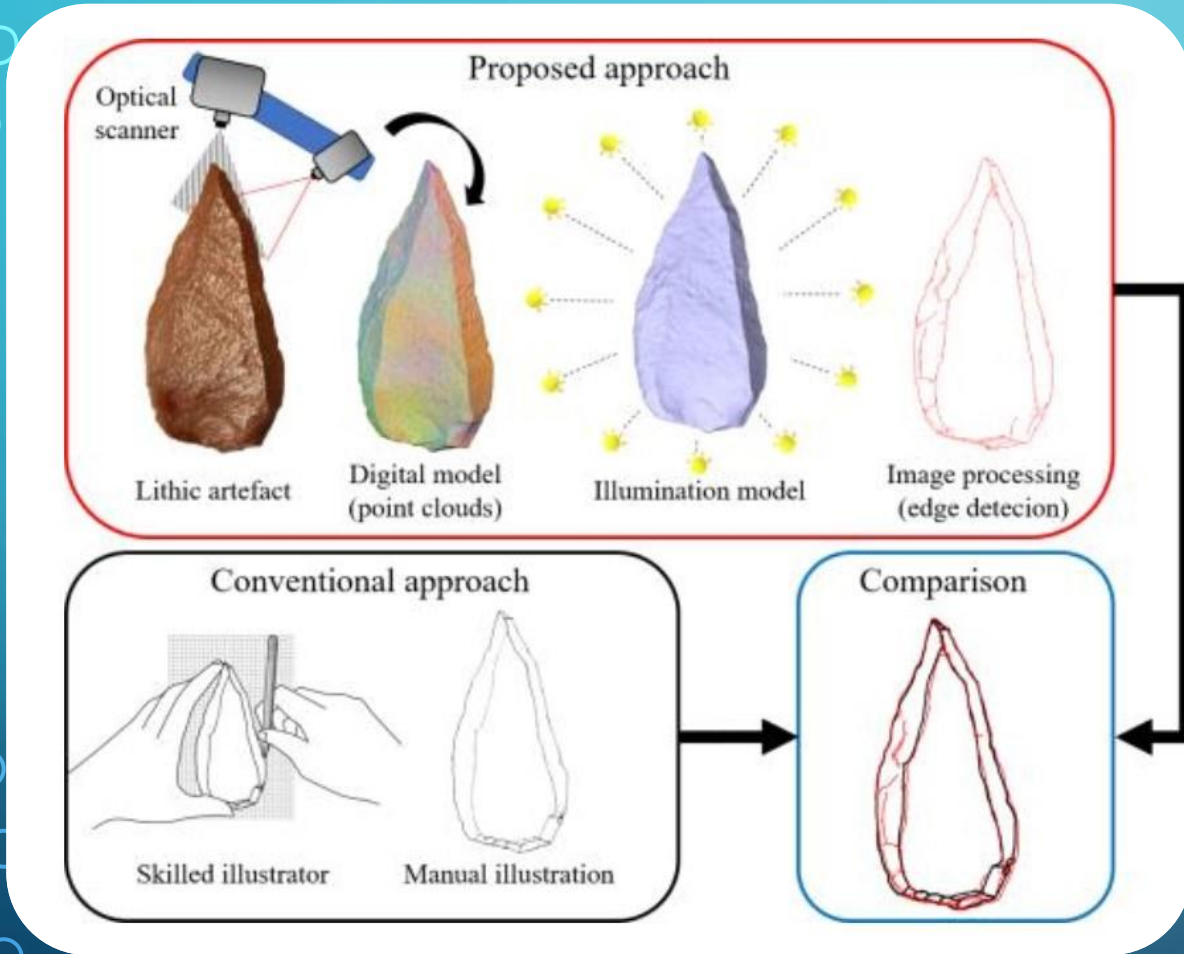 Proposed approach
Optical
scanner
Lithic artefact
Digital model
(point clouds)
Illumination model
Image processing
(edge detecion)
Conventional approach
Skilled illustrator
Manual illustration
Comparison